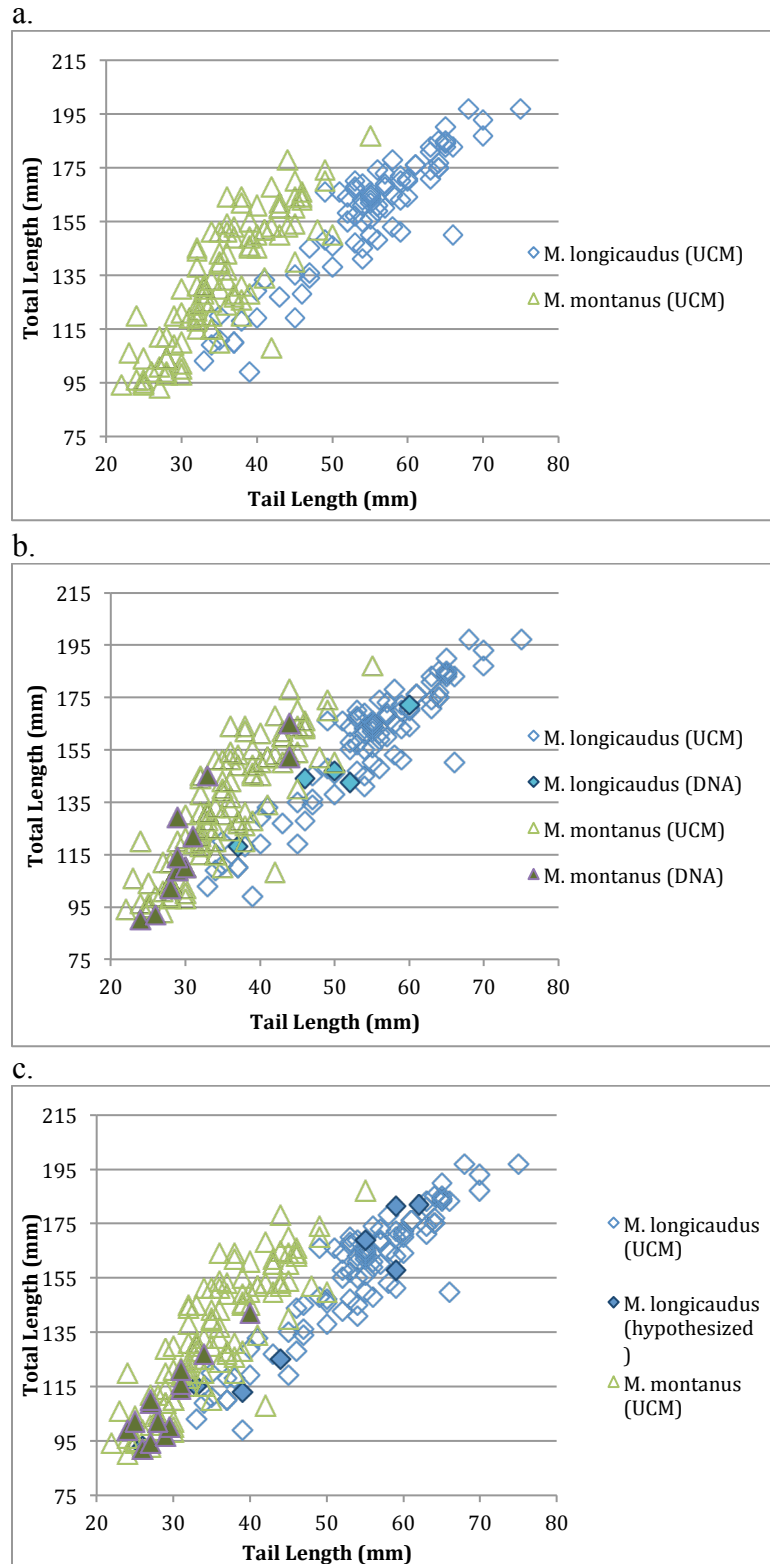 a.
215
195
175
155
135
115
95
75
Total Length (mm)
20 30 40 50 60 70 80
Tail Length (mm)
M. longicaudus (UCM)
M. montanus (UCM)
b.
215
195
175
155
135
115
95
75
Total Length (mm)
20 30 40 50 60 70 80
Tail Length (mm)
M. longicaudus (UCM)
M. longicaudus (DNA)
M. montanus (UCM)
M. montanus (DNA)
c.
215
195
175
155
135
115
95
75
Total Length (mm)
20 30 40 50 60 70 80
Tail Length (mm)
M. longicaudus
(UCM)
M. longicaudus
(hypothesized
)
M. montanus
(UCM)